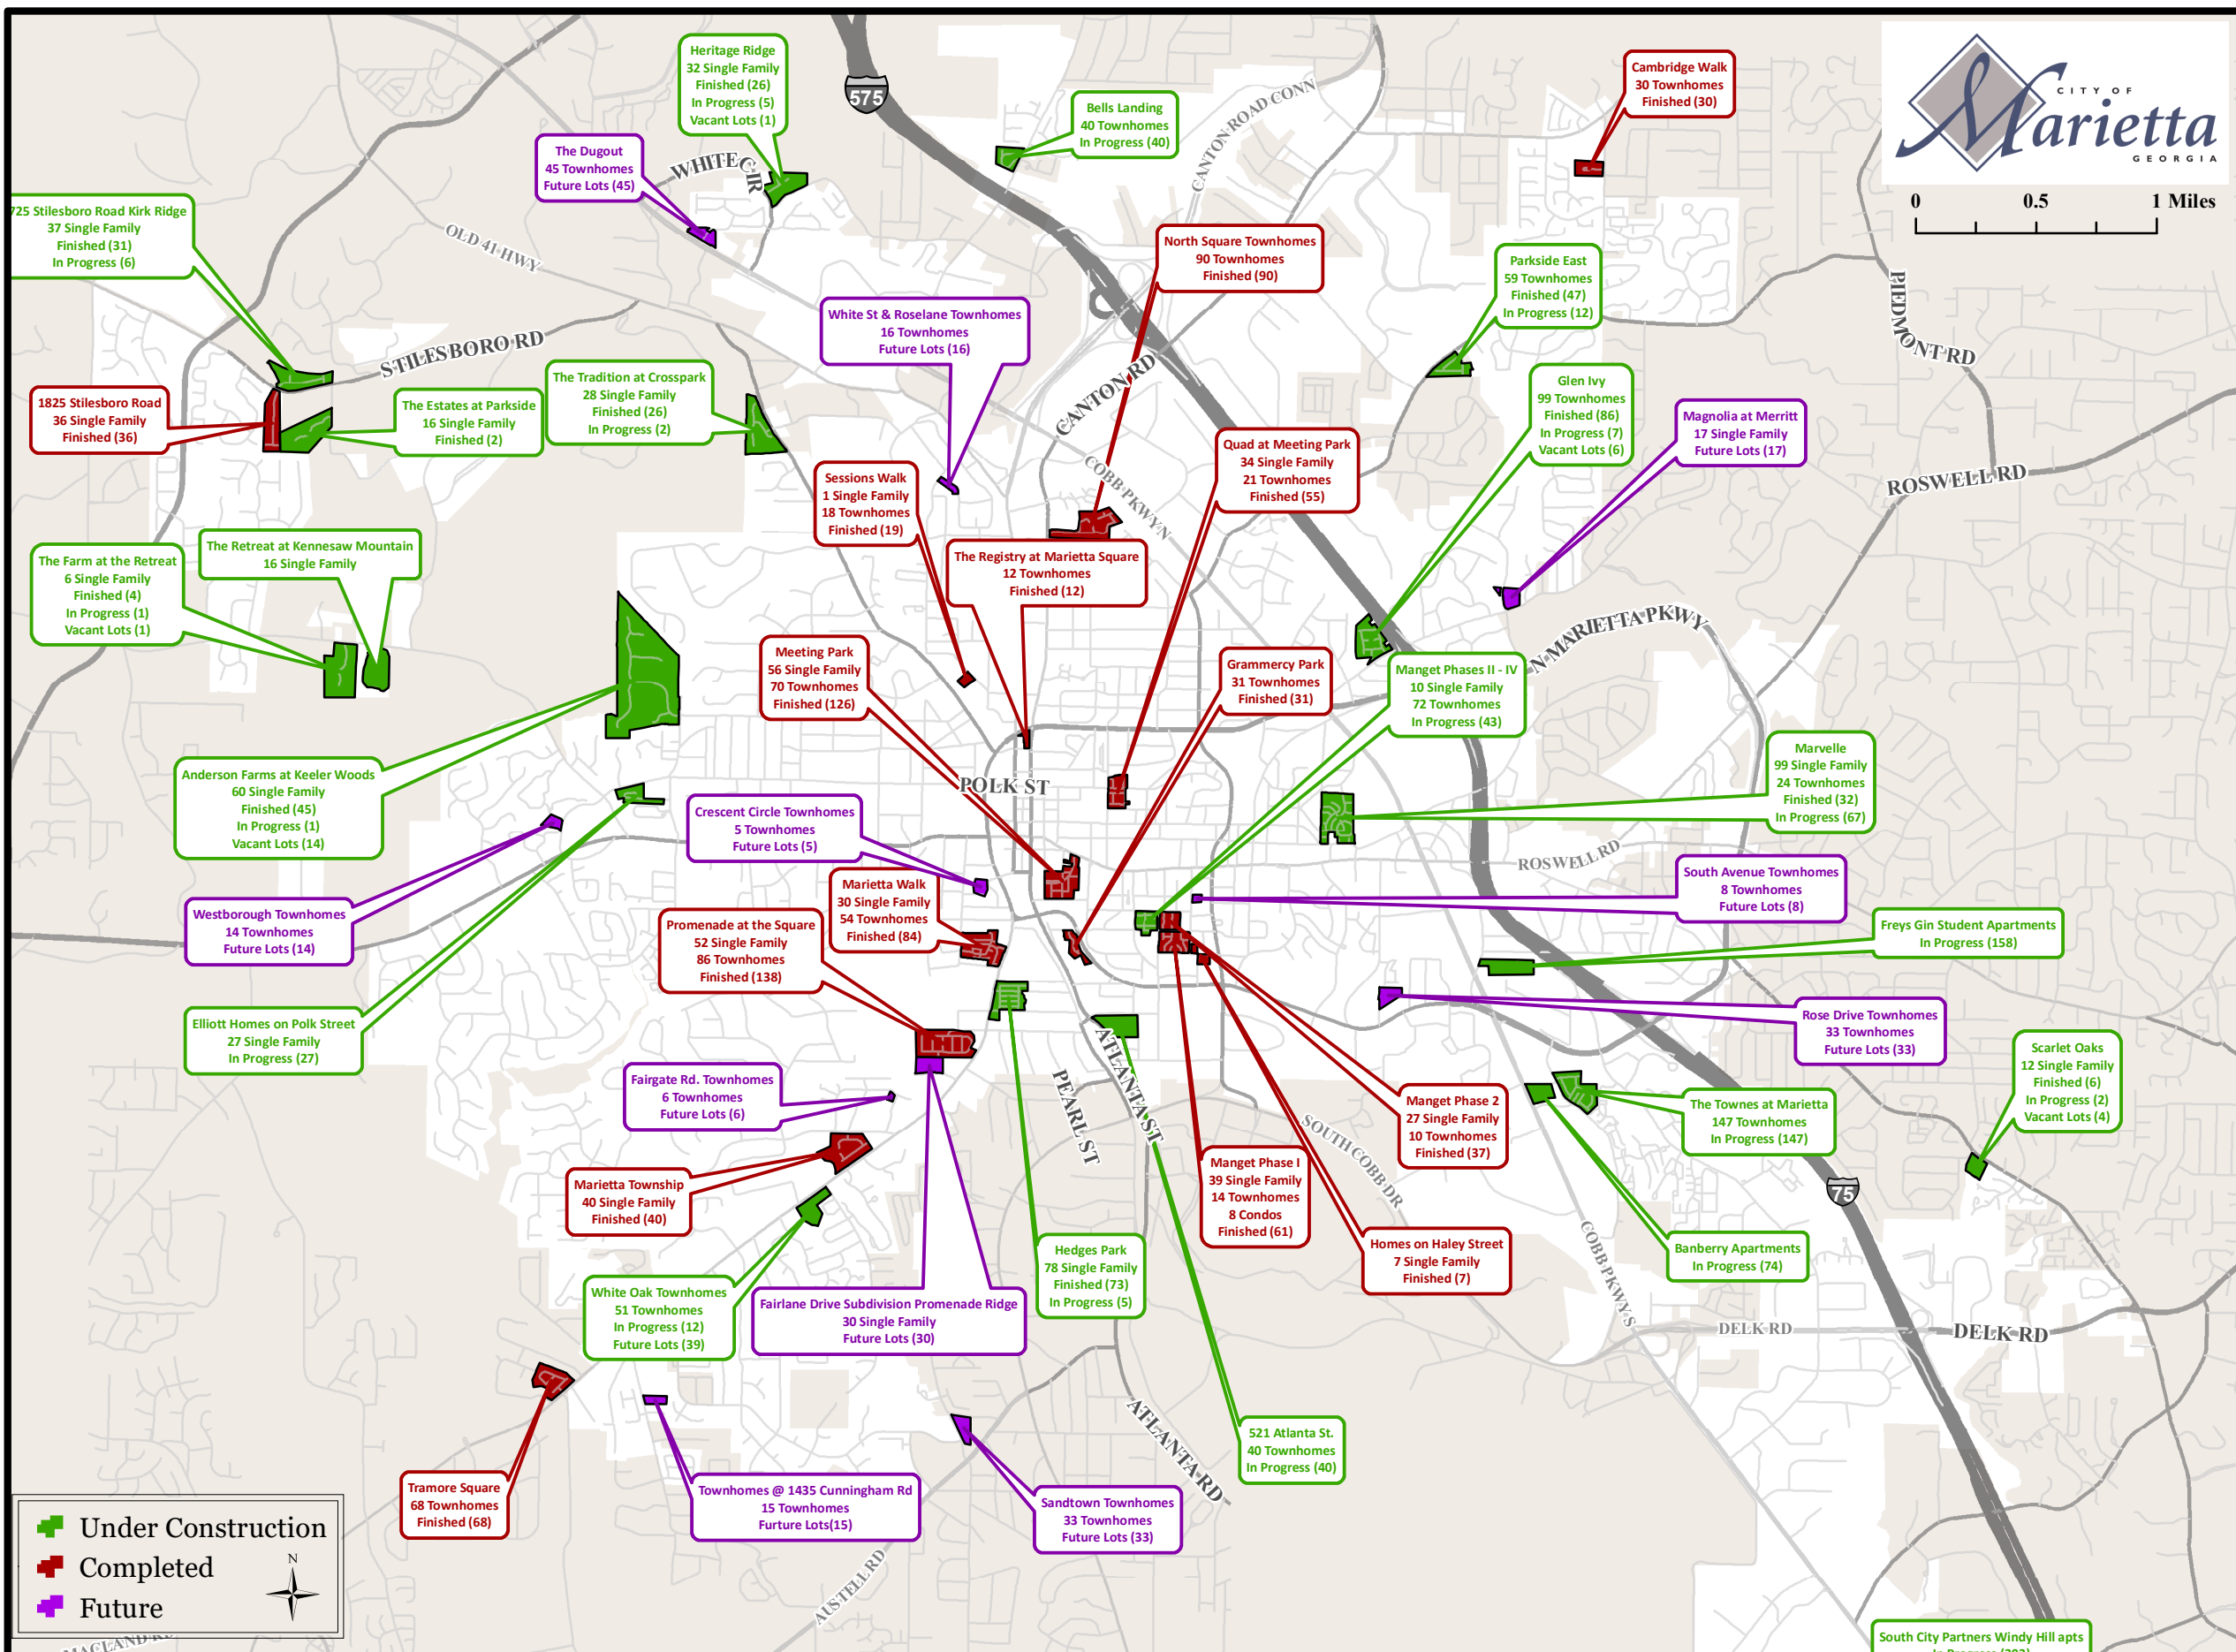 Heritage Ridge
32 Single Family
Finished (26)
In Progress (5)
Vacant Lots (1)
575
Bells Landing
40 Townhomes
In Progress (40)
CANTON ROAD CONN
Cambridge Walk
30 Townhomes
Finished (30)
CITY OF
Marietta
GEORGIA
0 0.5 1 Miles
The Dugout
45 Townhomes
Future Lots (45)
WHITE CIR
725 Stilesboro Road Kirk Ridge
37 Single Family
Finished (31)
In Progress (6)
OLD 41 HWY
North Square Townhomes
90 Townhomes
Finished (90)
Parkside East
59 Townhomes
Finished (47)
In Progress (12)
PIEDMONT RD
White St & Roselane Townhomes
16 Townhomes
Future Lots (16)
STILESBORO RD
CANTON RD
1825 Stilesboro Road
36 Single Family
Finished (36)
The Estates at Parkside
16 Single Family
Finished (2)
The Tradition at Crosspark
28 Single Family
Finished (26)
In Progress (2)
Glen Ivy
99 Townhomes
Finished (86)
In Progress (7)
Vacant Lots (6)
Magnolia at Merritt
17 Single Family
Future Lots (17)
Quad at Meeting Park
34 Single Family
21 Townhomes
Finished (55)
COBB PKWY N
ROSWELL RD
Sessions Walk
1 Single Family
18 Townhomes
Finished (19)
The Registry at Marietta Square
12 Townhomes
Finished (12)
The Farm at the Retreat
6 Single Family
Finished (4)
In Progress (1)
Vacant Lots (1)
The Retreat at Kennesaw Mountain
16 Single Family
N MARIETTA PKWY
Meeting Park
56 Single Family
70 Townhomes
Finished (126)
Grammercy Park
31 Townhomes
Finished (31)
Manget Phases II - IV
10 Single Family
72 Townhomes
In Progress (43)
Anderson Farms at Keeler Woods
60 Single Family
Finished (45)
In Progress (1)
Vacant Lots (14)
POLK ST
Marvelle
99 Single Family
24 Townhomes
Finished (32)
In Progress (67)
Crescent Circle Townhomes
5 Townhomes
Future Lots (5)
ROSWELL RD
South Avenue Townhomes
8 Townhomes
Future Lots (8)
Marietta Walk
30 Single Family
54 Townhomes
Finished (84)
Westborough Townhomes
14 Townhomes
Future Lots (14)
Promenade at the Square
52 Single Family
86 Townhomes
Finished (138)
Freys Gin Student Apartments
In Progress (158)
Elliott Homes on Polk Street
27 Single Family
In Progress (27)
Rose Drive Townhomes
33 Townhomes
Future Lots (33)
Scarlet Oaks
12 Single Family
Finished (6)
In Progress (2)
Vacant Lots (4)
ATLANTA ST
PEARL ST
Fairgate Rd. Townhomes
6 Townhomes
Future Lots (6)
Manget Phase 2
27 Single Family
10 Townhomes
Finished (37)
The Townes at Marietta
147 Townhomes
In Progress (147)
SOUTH COBB DR
Manget Phase I
39 Single Family
14 Townhomes
8 Condos
Finished (61)
75
Marietta Township
40 Single Family
Finished (40)
Homes on Haley Street
7 Single Family
Finished (7)
COBB PKWY S
Banberry Apartments
In Progress (74)
Hedges Park
78 Single Family
Finished (73)
In Progress (5)
White Oak Townhomes
51 Townhomes
In Progress (12)
Future Lots (39)
Fairlane Drive Subdivision Promenade Ridge
30 Single Family
Future Lots (30)
DELK RD
DELK RD
ATLANTA RD
521 Atlanta St.
40 Townhomes
In Progress (40)
Tramore Square
68 Townhomes
Finished (68)
Townhomes @ 1435 Cunningham Rd
15 Townhomes
Furture Lots(15)
Sandtown Townhomes
33 Townhomes
Future Lots (33)
AUSTELL RD
Under Construction
Completed
Future
N
MACLAND RD
South City Partners Windy Hill apts